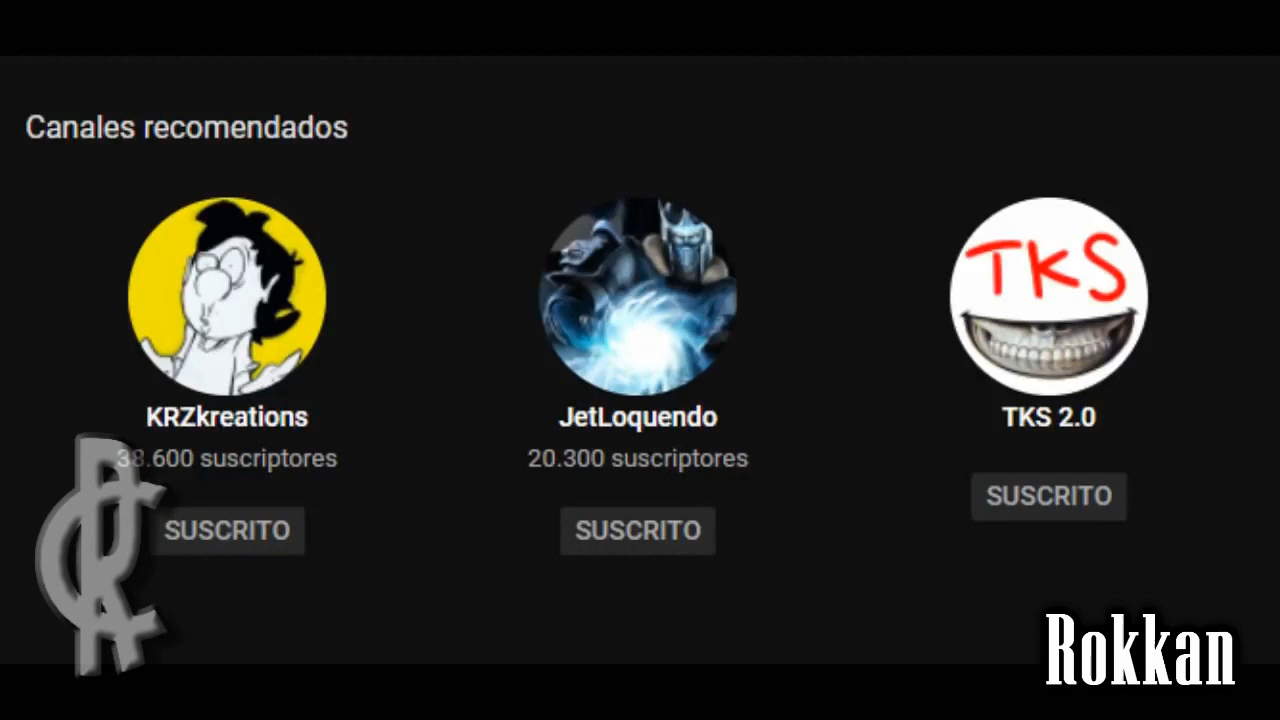 Canales recomendados
TKS
KRZkreations
JetLoquendo
TKS 2.0
38.600 suscriptores
20.300 suscriptores
SUSCRITO
SUSCRITO
SUSCRITO
Rokkan